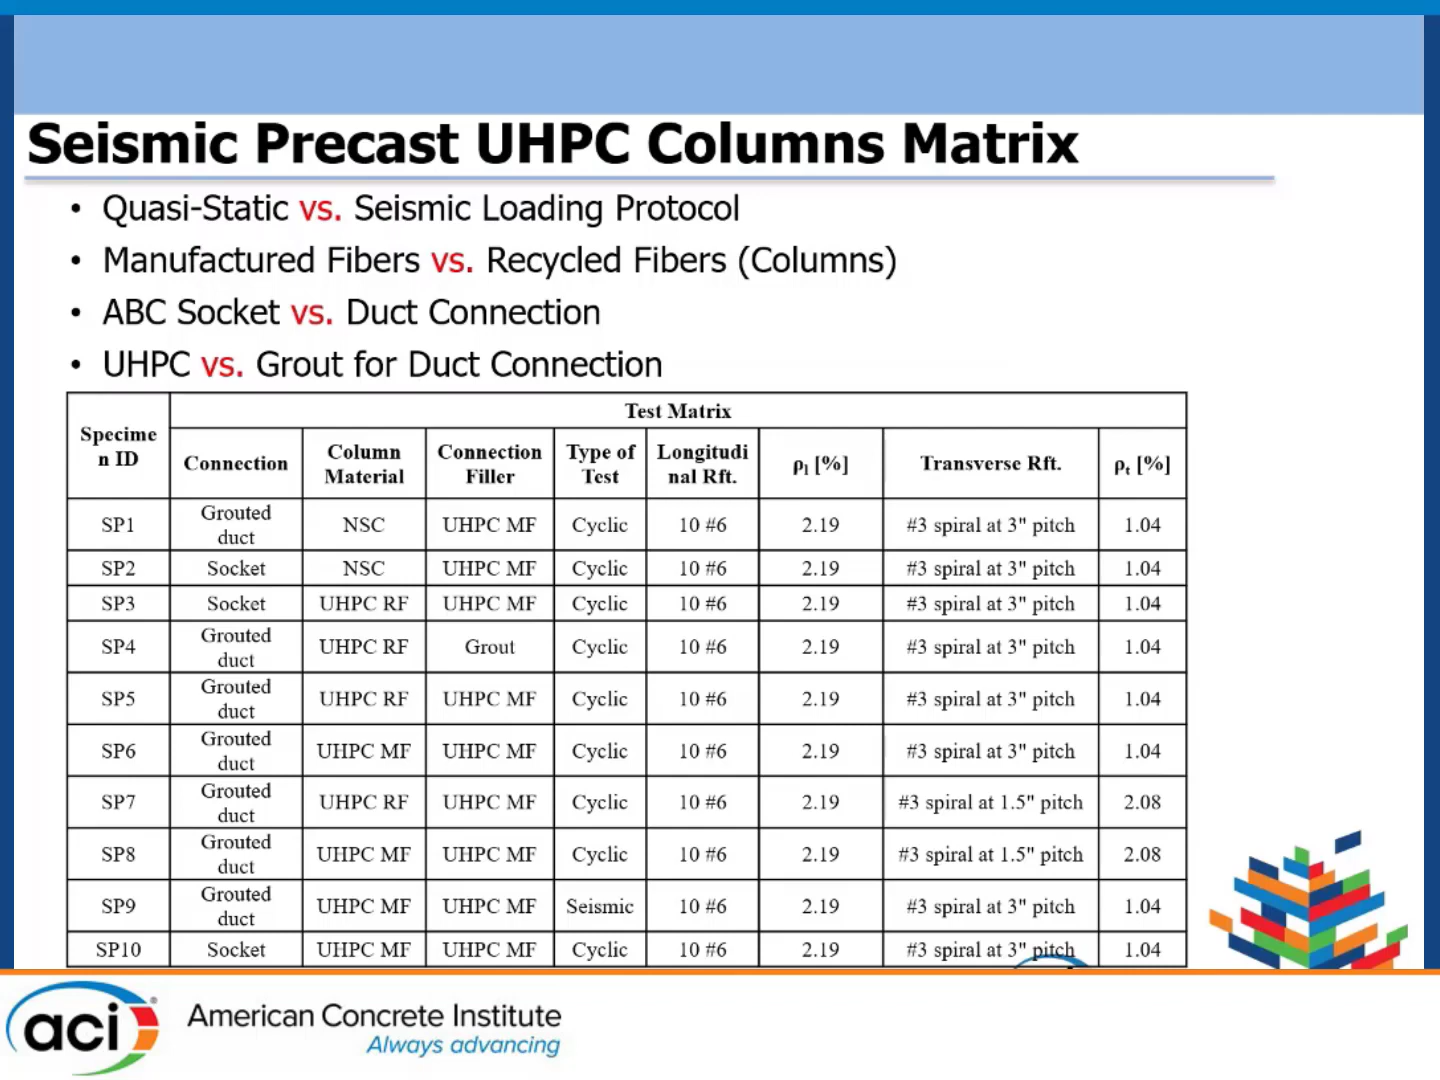 Seismic Precast UHPC Columns Matrix
• Quasi-Static vs. Seismic Loading Protocol
• Manufactured Fibers vs. Recycled Fibers (Columns)
• ABC Socket vs. Duct Connection
• UHPC vs. Grout for Duct Connection
Specime n ID Test Matrix
Connection Column Material Connection Filler Type of Test Longitudi nal Rft. ρl [%] Transverse Rft. ρt [%]
SP1 Grouted duct NSC UHPC MF Cyclic 10 #6 2.19 #3 spiral at 3" pitch 1.04
SP2 Socket NSC UHPC MF Cyclic 10 #6 2.19 #3 spiral at 3" pitch 1.04
SP3 Socket UHPC RF UHPC MF Cyclic 10 #6 2.19 #3 spiral at 3" pitch 1.04
SP4 Grouted duct UHPC RF Grout Cyclic 10 #6 2.19 #3 spiral at 3" pitch 1.04
SP5 Grouted duct UHPC RF UHPC MF Cyclic 10 #6 2.19 #3 spiral at 3" pitch 1.04
SP6 Grouted duct UHPC MF UHPC MF Cyclic 10 #6 2.19 #3 spiral at 3" pitch 1.04
SP7 Grouted duct UHPC RF UHPC MF Cyclic 10 #6 2.19 #3 spiral at 1.5" pitch 2.08
SP8 Grouted duct UHPC MF UHPC MF Cyclic 10 #6 2.19 #3 spiral at 1.5" pitch 2.08
SP9 Grouted duct UHPC MF UHPC MF Seismic 10 #6 2.19 #3 spiral at 3" pitch 1.04
SP10 Socket UHPC MF UHPC MF Cyclic 10 #6 2.19 #3 spiral at 3" pitch 1.04
aci® American Concrete Institute
Always advancing